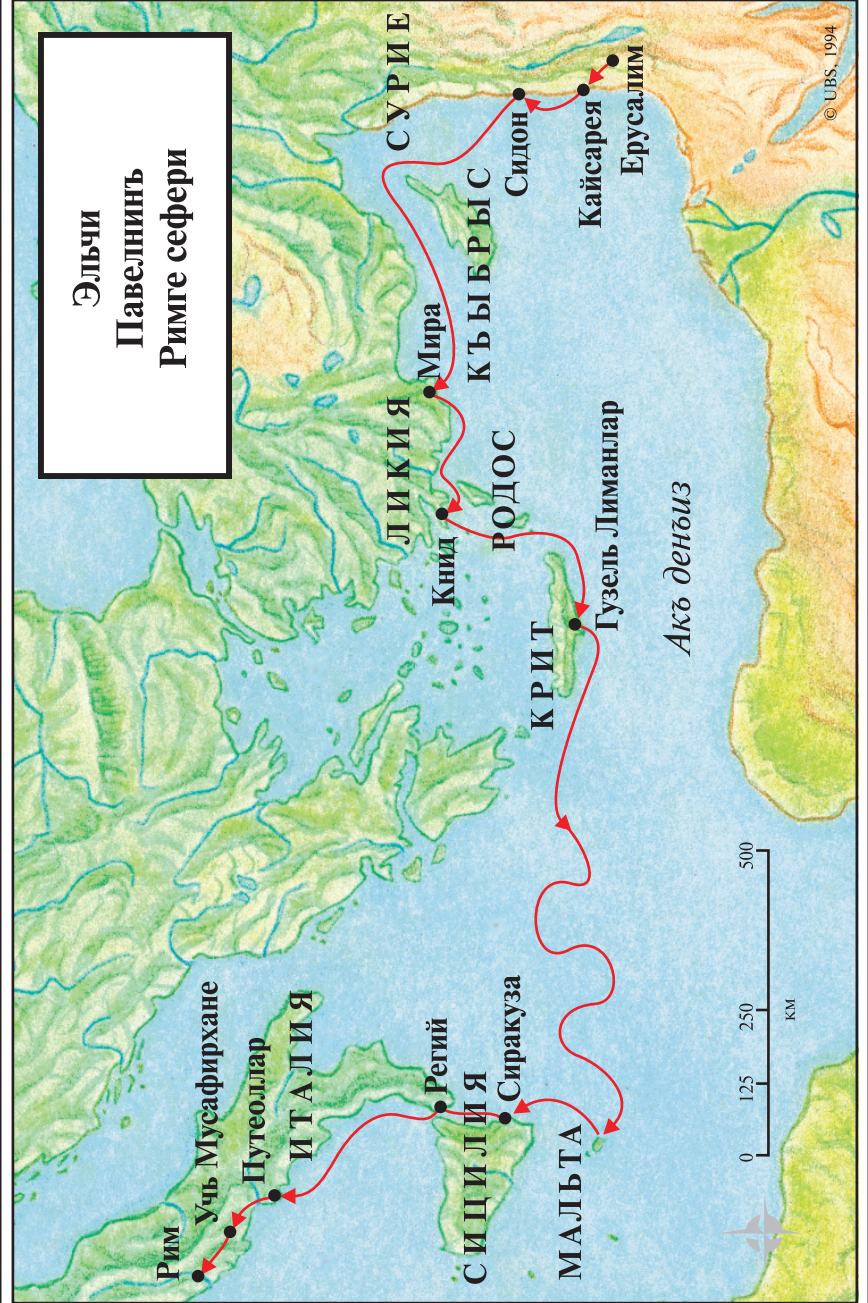 Эльчи
Павелнинъ
Римге сефери
Рим
Учь Мусафирхане
Путеоллар
ИТАЛИЯ
Регий
СИЦИЛИЯ
Сиракуза
МАЛЬТА
КРИТ
Гузель Лиманлар
Книд
РОДОС
ЛИКИЯ
Мира
КЪЫБРЫС
СУРИЕ
Сидон
Кайсарея
Ерусалим
Акъ денъиз
0 125 250 500
км
© UBS, 1994